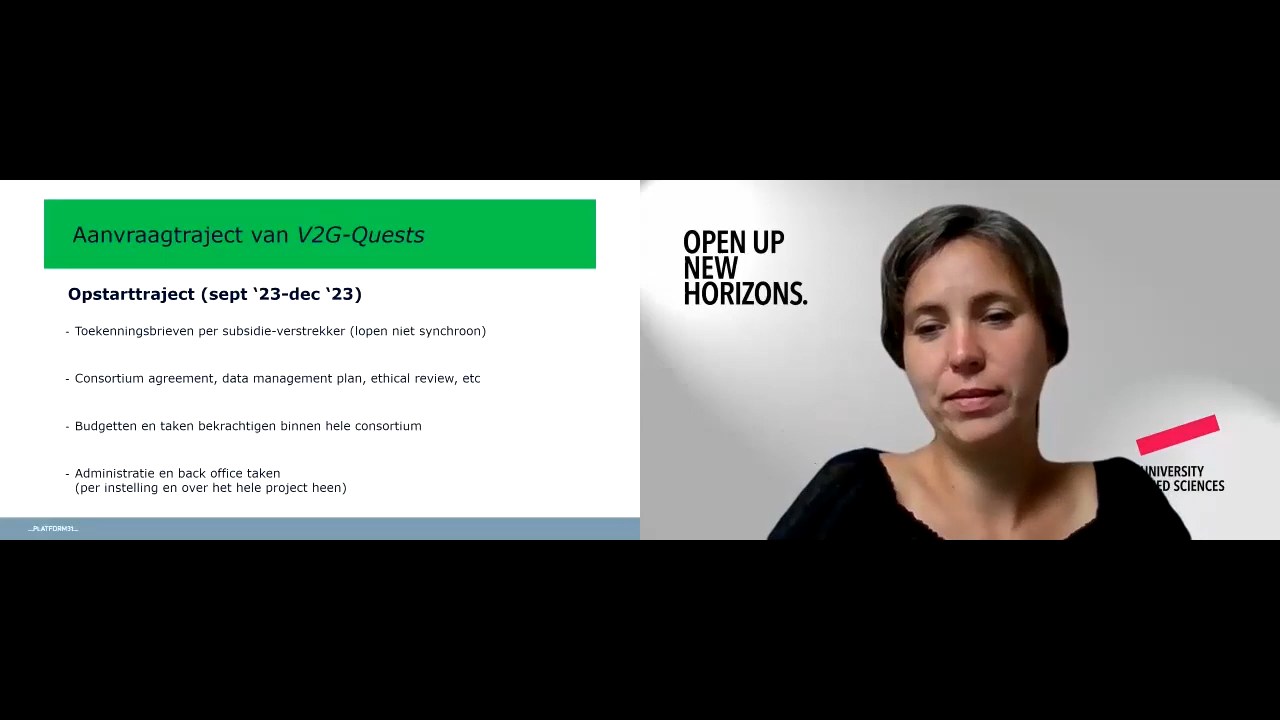 Aanvraagtraject van V2G-Quests
Opstarttraject (sept ‘23-dec ‘23)
- Toekenningsbrieven per subsidie-verstrekker (lopen niet synchroon)
- Consortium agreement, data management plan, ethical review, etc
- Budgetten en taken bekrachtigen binnen hele consortium
- Administratie en back office taken
(per instelling en over het hele project heen)
...PLATFORM31...
OPEN UP
NEW
HORIZONS.
UNIVERSITY
SCIENCES